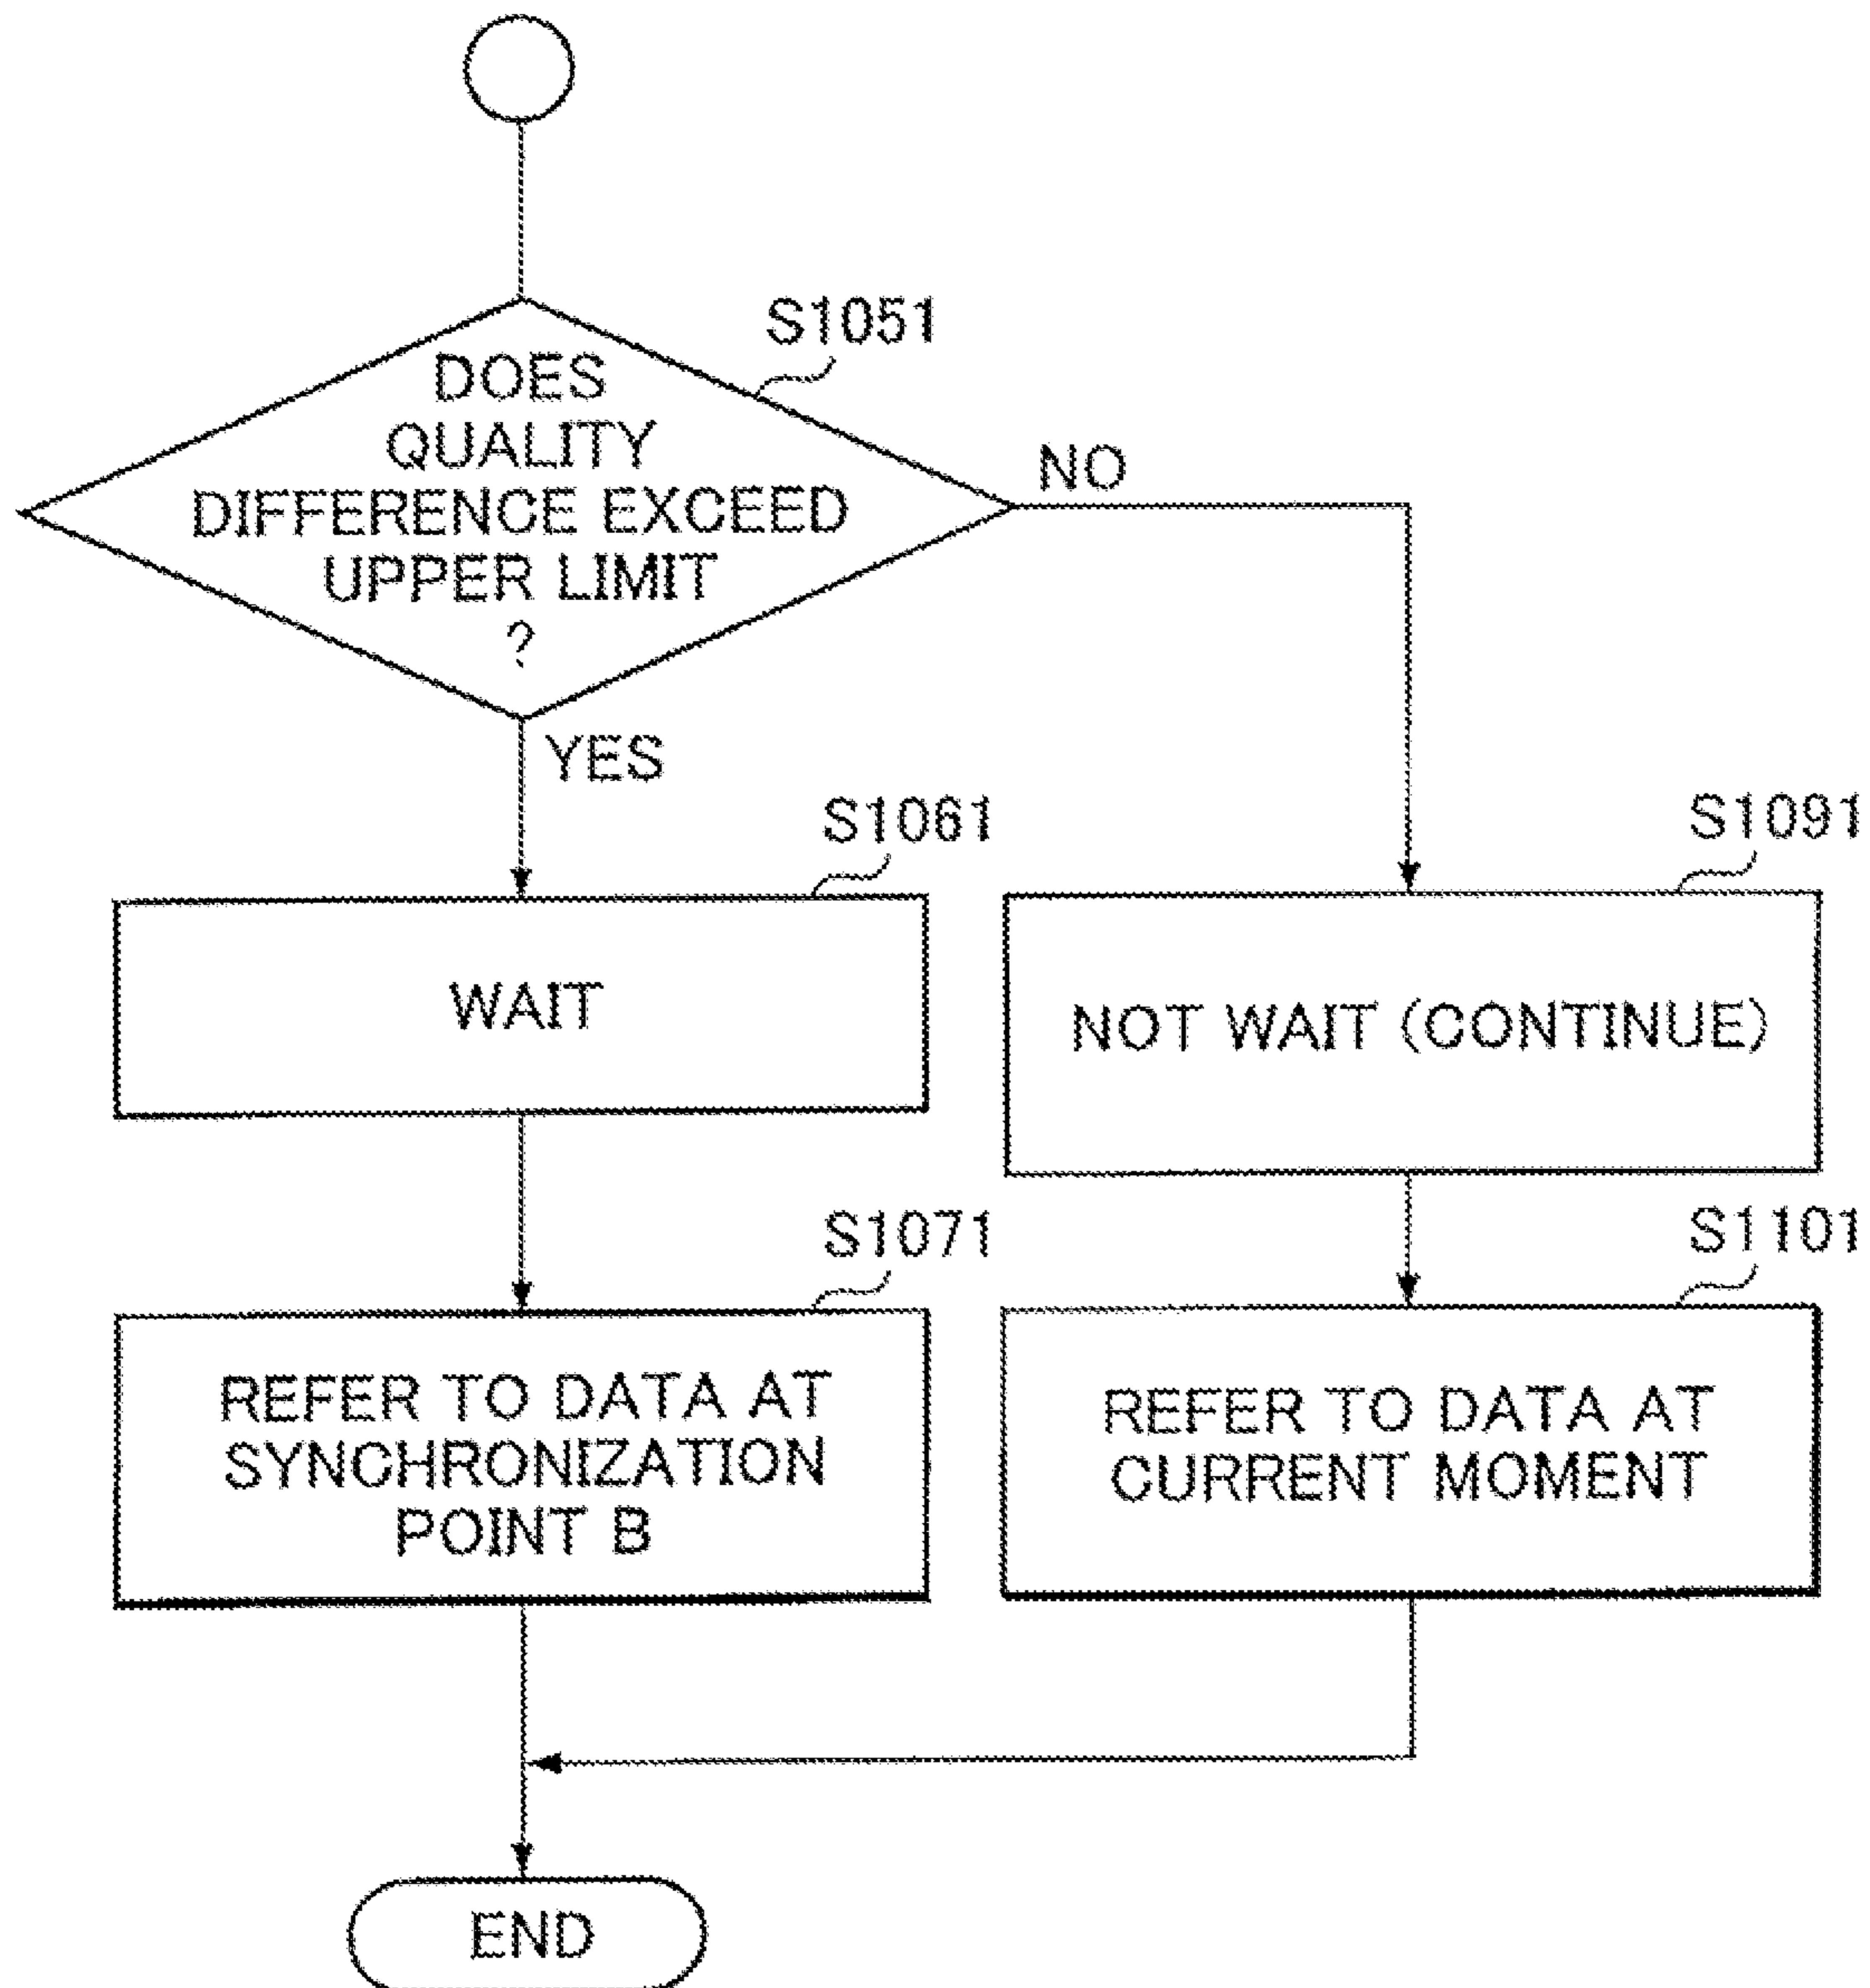 S1051
DOES
QUALITY
DIFFERENCE EXCEED
UPPER LIMIT
?
NO
YES
S1061
WAIT
S1091
NOT WAIT (CONTINUE)
S1071
REFER TO DATA AT
SYNCHRONIZATION
POINT B
S1101
REFER TO DATA AT
CURRENT MOMENT
END